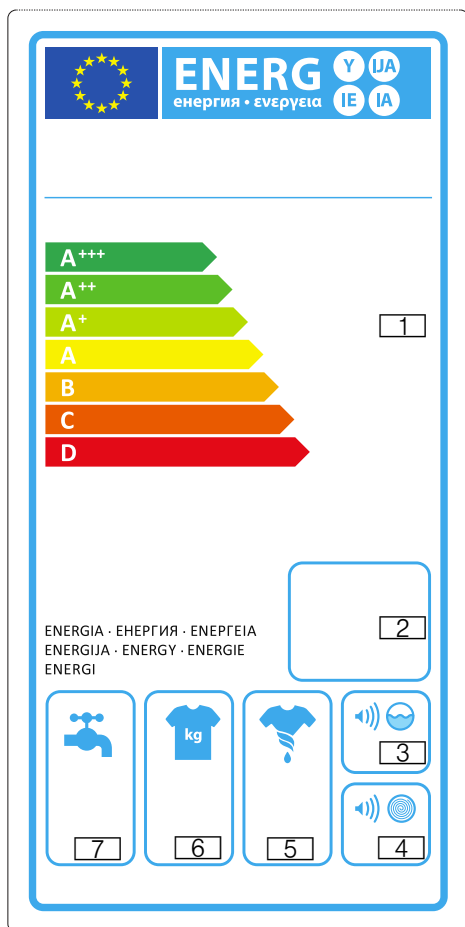 ENERG Y IJA
енергия · ενεργεια IE IA
A+++
A++
A+
1
A
B
C
D
2
ENERGIA · ЕНЕРГИЯ · ΕΝΕΡΓΕΙΑ
ENERGIJA · ENERGY · ENERGIE
ENERGI
kg
3
7 6 5 4